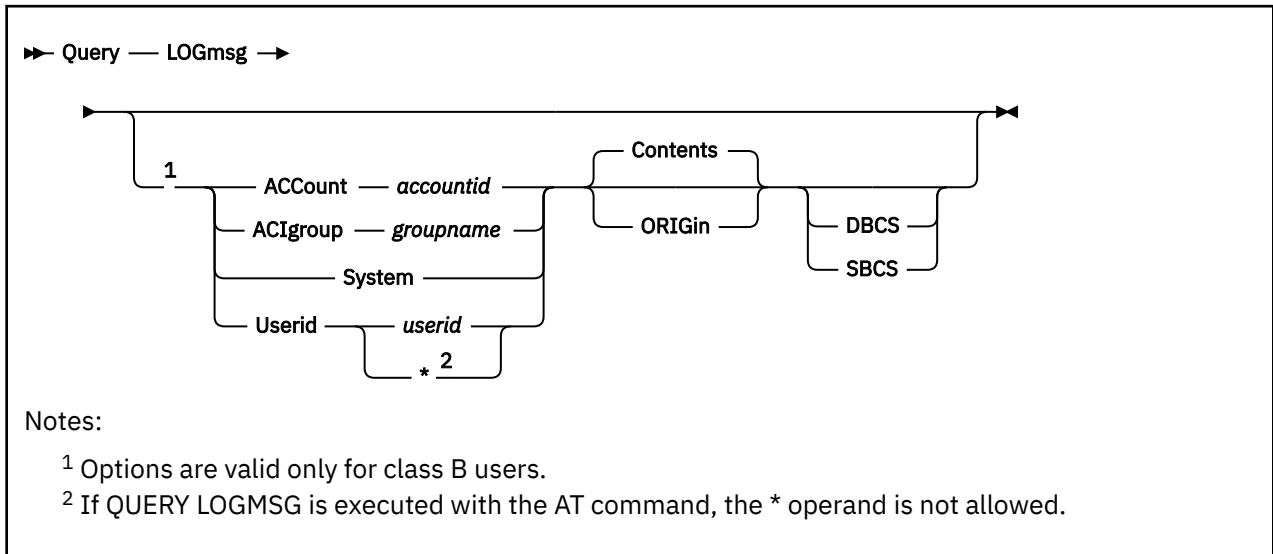 Query LOGmsg
1
Contents
ACCount accountid
ACIgroup groupname
ORIGin
DBCS
System
SBCS
Userid userid
* 2
Notes:
1 Options are valid only for class B users.
2 If QUERY LOGMSG is executed with the AT command, the * operand is not allowed.